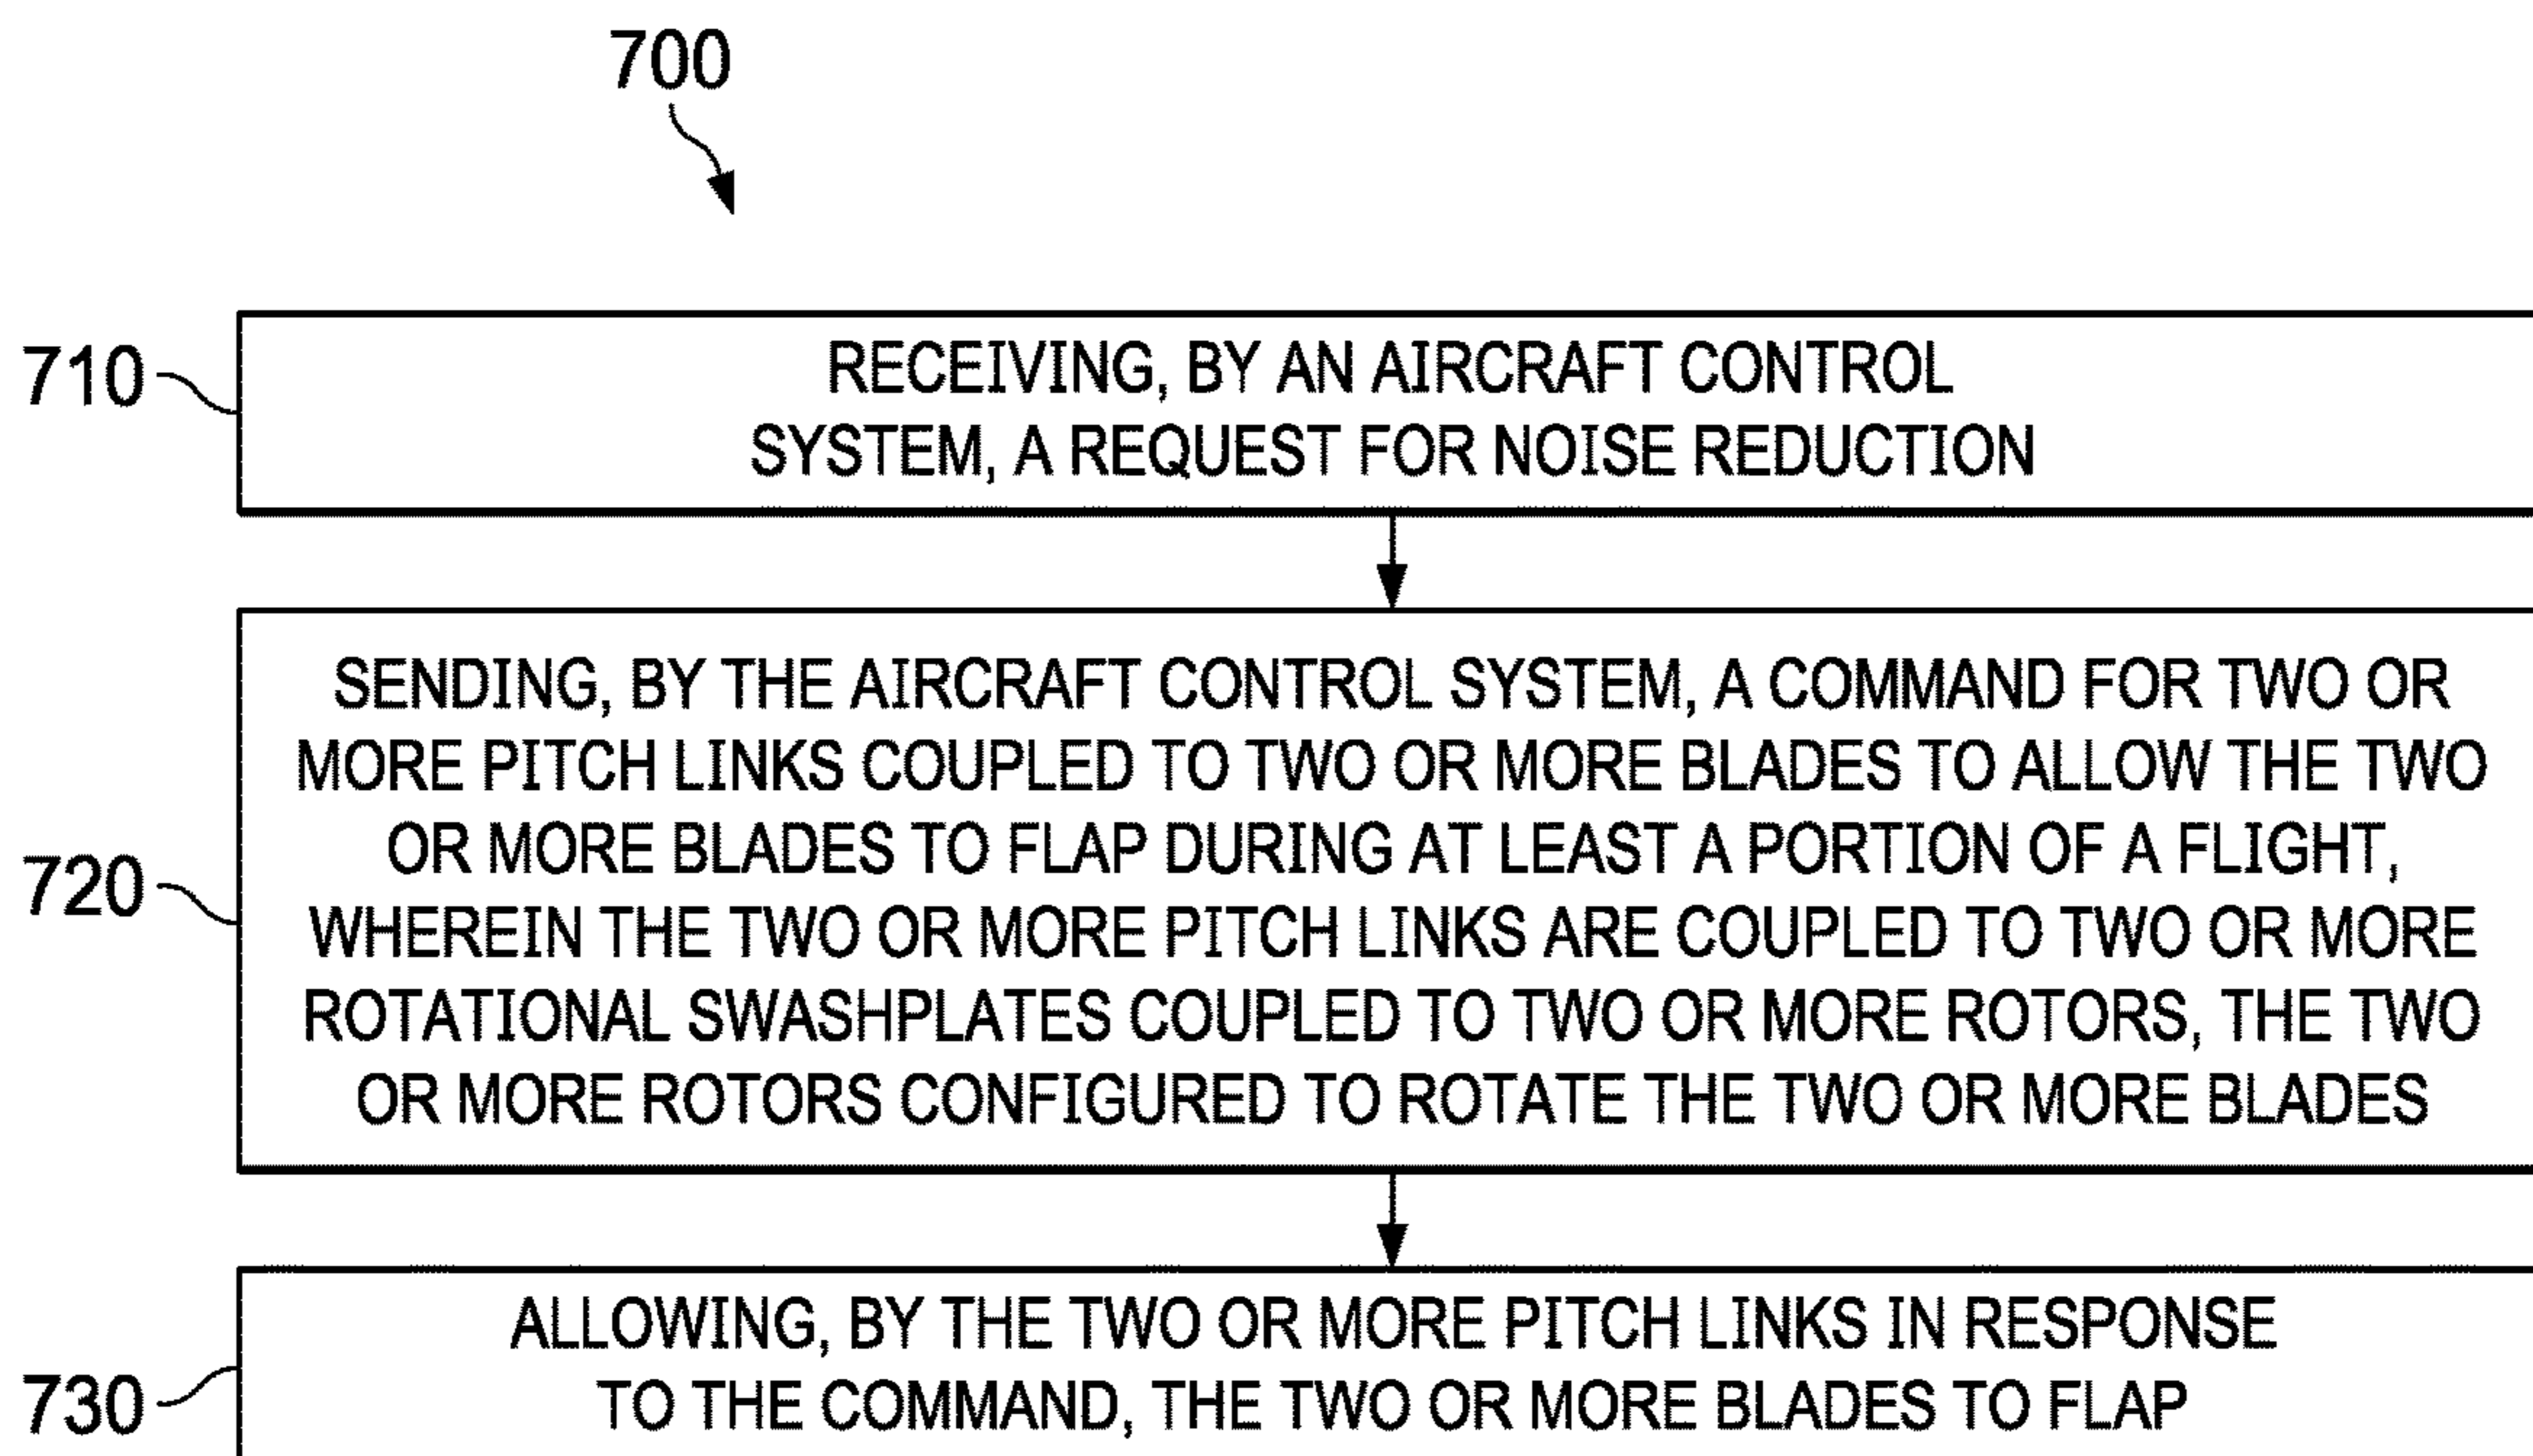 700
710
RECEIVING, BY AN AIRCRAFT CONTROL
SYSTEM, A REQUEST FOR NOISE REDUCTION
720
SENDING, BY THE AIRCRAFT CONTROL SYSTEM, A COMMAND FOR TWO OR
MORE PITCH LINKS COUPLED TO TWO OR MORE BLADES TO ALLOW THE TWO
OR MORE BLADES TO FLAP DURING AT LEAST A PORTION OF A FLIGHT,
WHEREIN THE TWO OR MORE PITCH LINKS ARE COUPLED TO TWO OR MORE
ROTATIONAL SWASHPLATES COUPLED TO TWO OR MORE ROTORS, THE TWO
OR MORE ROTORS CONFIGURED TO ROTATE THE TWO OR MORE BLADES
730
ALLOWING, BY THE TWO OR MORE PITCH LINKS IN RESPONSE
TO THE COMMAND, THE TWO OR MORE BLADES TO FLAP